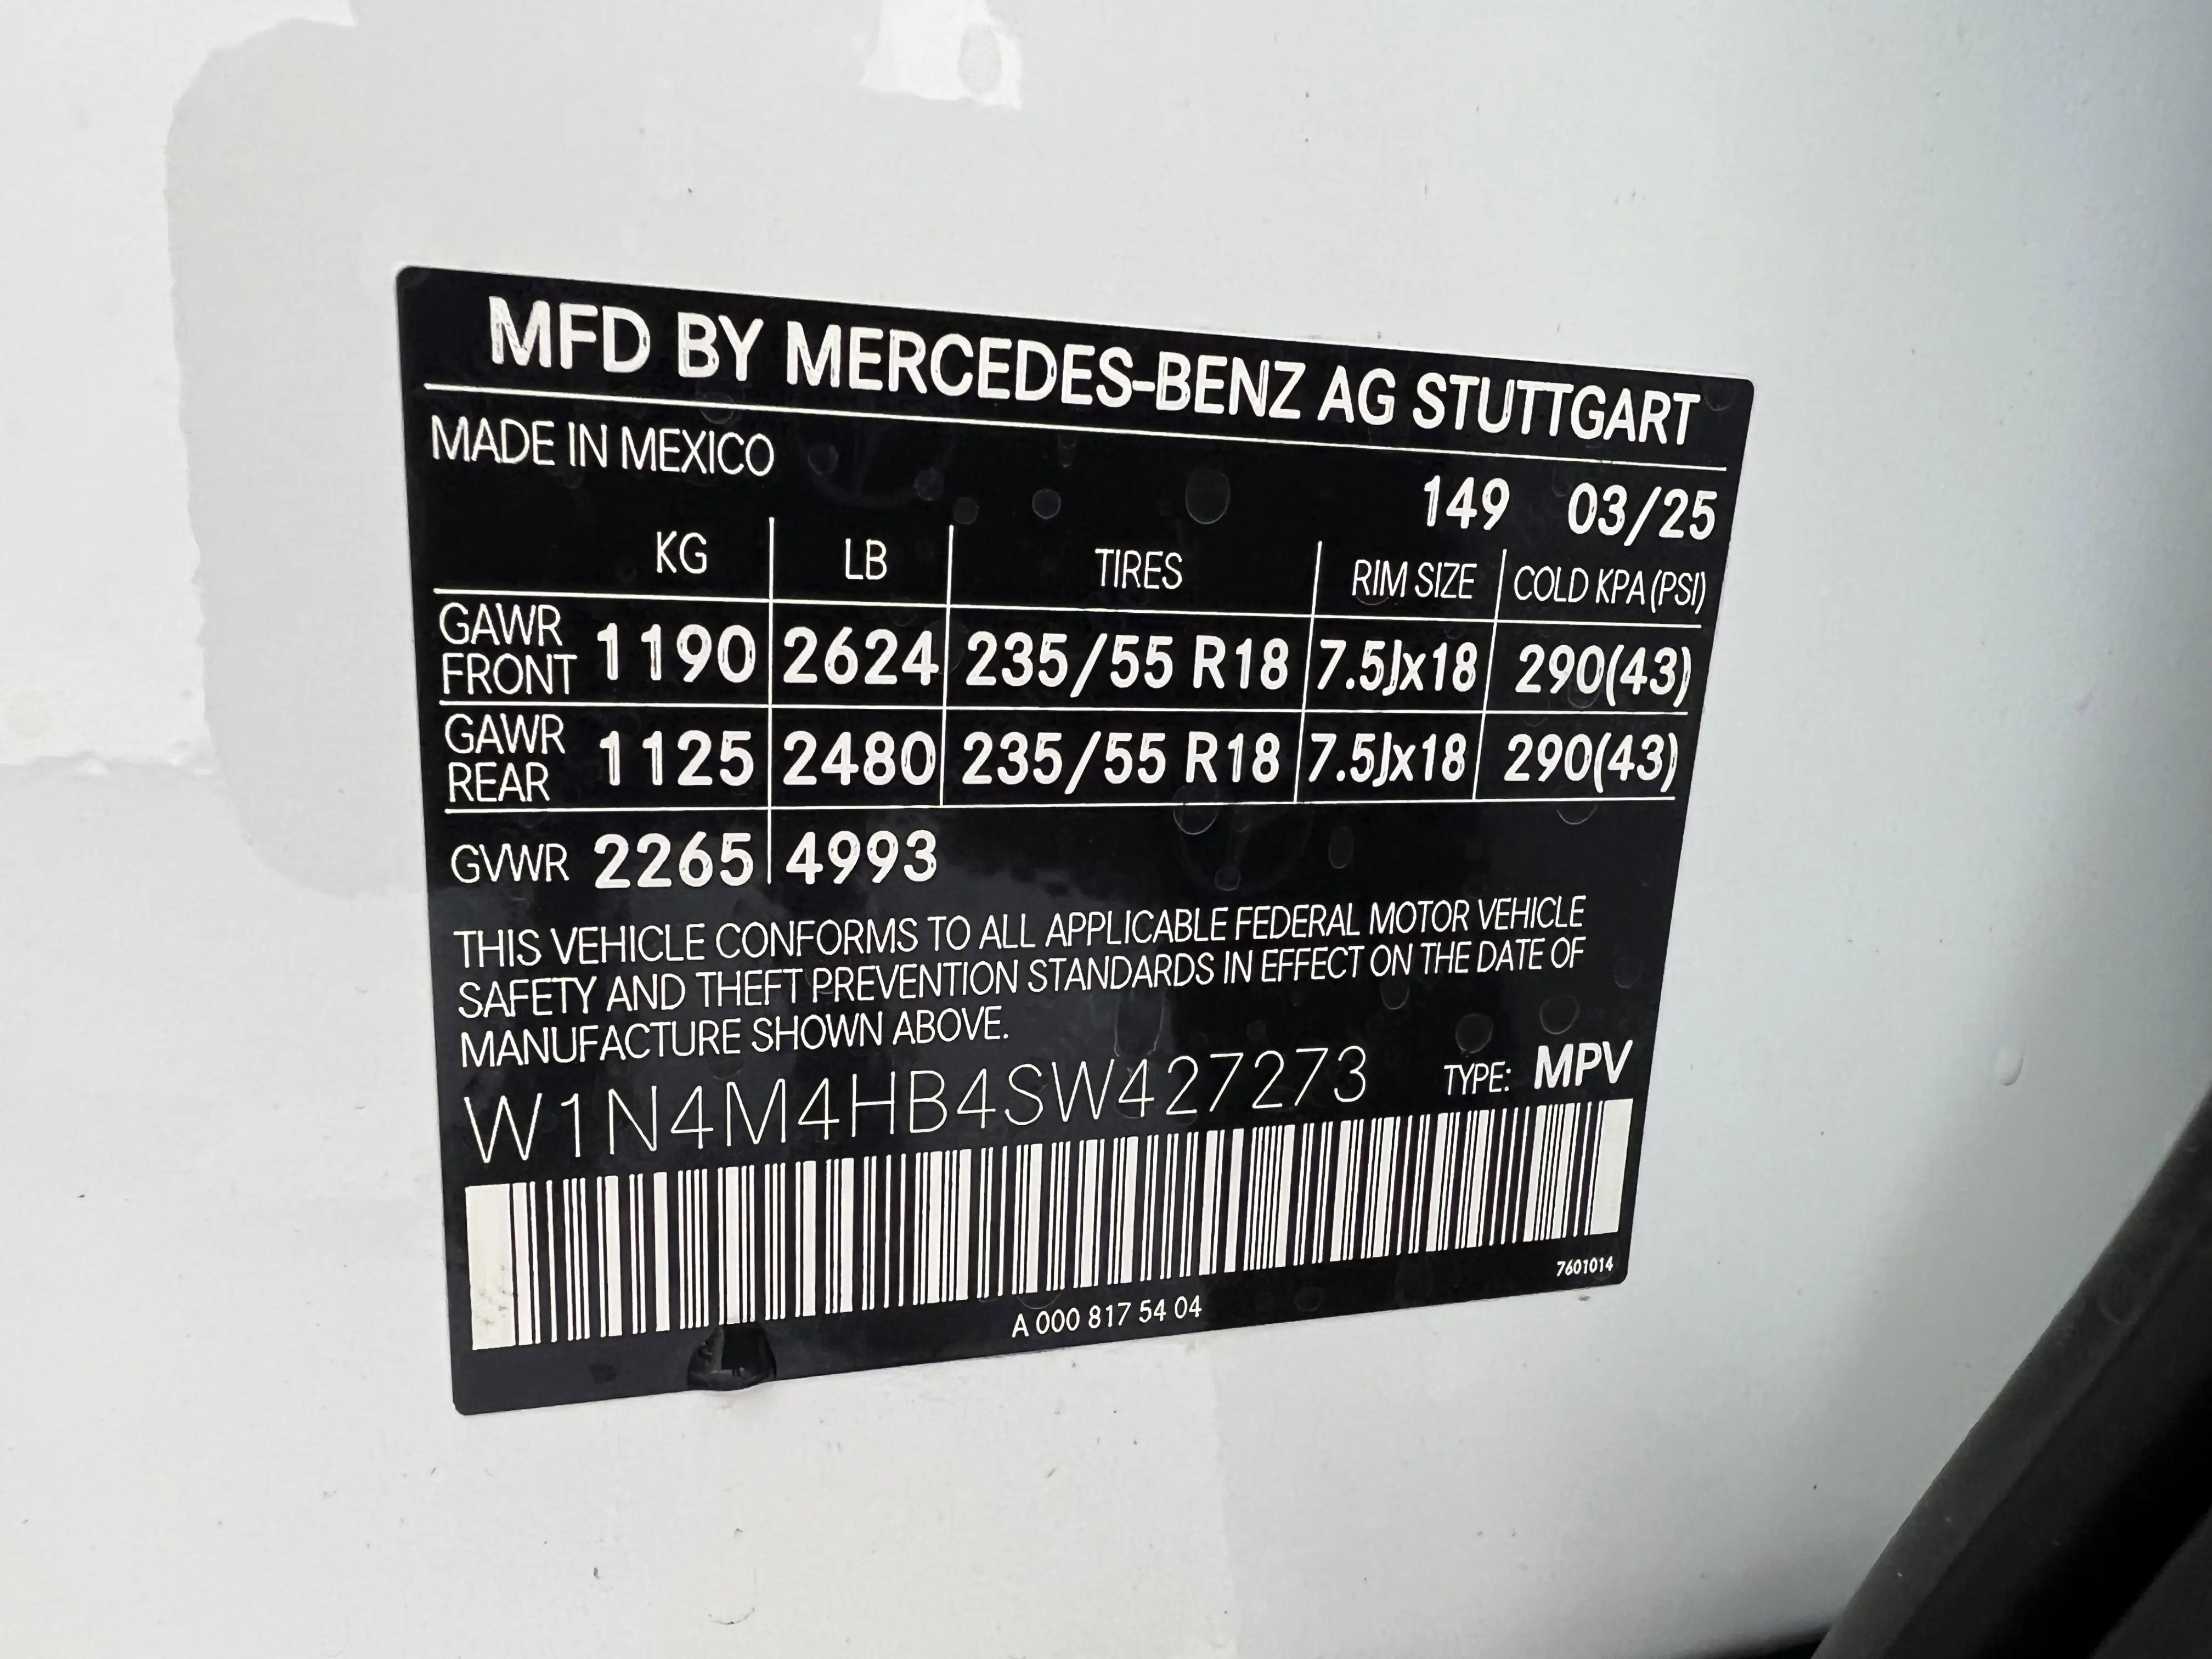 MFD BY MERCEDES-BENZ AG STUTTGART
MADE IN MEXICO
149 03/25
KG LB TIRES RIM SIZE COLD KPA (PSI)
GAWR FRONT 1190 2624 235/55 R18 7.5Jx18 290(43)
GAWR REAR 1125 2480 235/55 R18 7.5Jx18 290(43)
GVWR 2265 4993
THIS VEHICLE CONFORMS TO ALL APPLICABLE FEDERAL MOTOR VEHICLE
SAFETY AND THEFT PREVENTION STANDARDS IN EFFECT ON THE DATE OF
MANUFACTURE SHOWN ABOVE.
W1N4M4HB4SW427273 TYPE: MPV
7601014
A 000 817 54 04